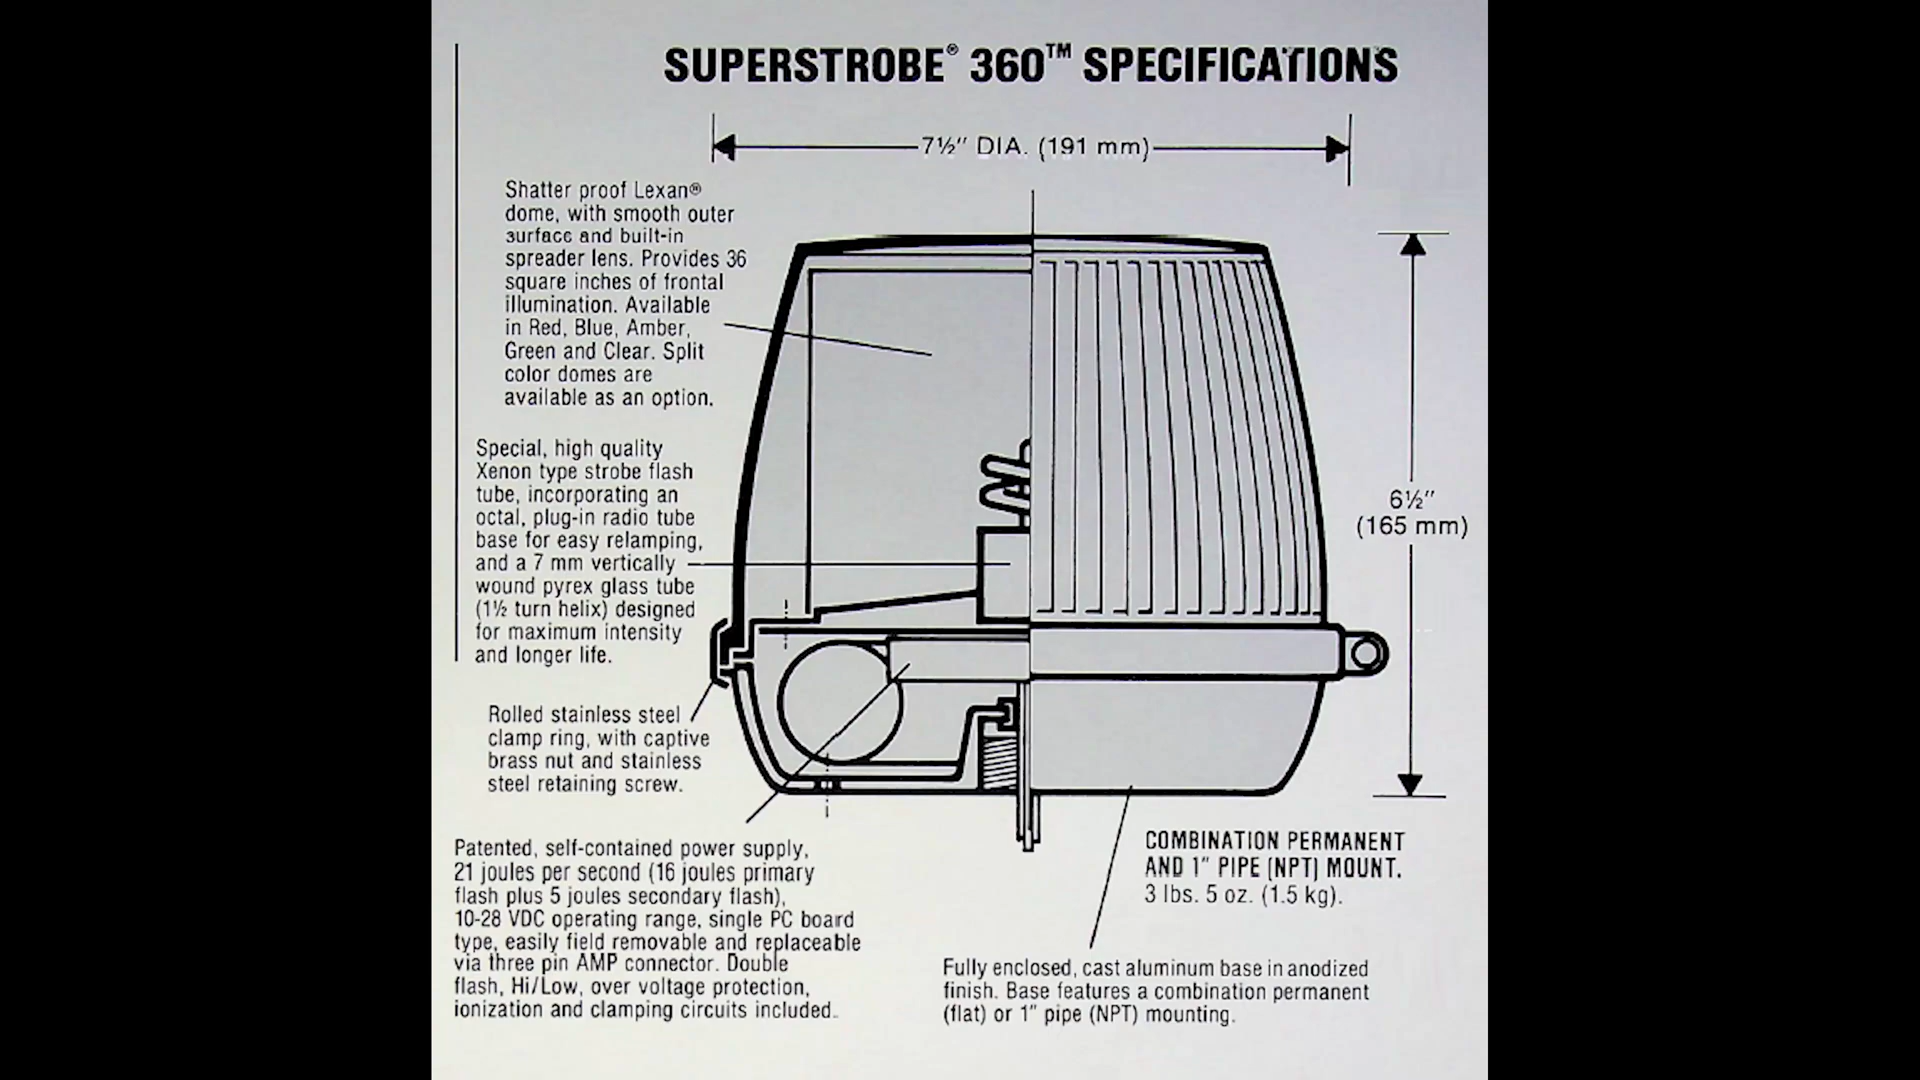 SUPERSTROBE® 360™ SPECIFICATIONS
7½" DIA. (191 mm)
Shatter proof Lexan®
dome, with smooth outer
surface and built-in
spreader lens. Provides 36
square inches of frontal
illumination. Available
in Red, Blue, Amber,
Green and Clear. Split
color domes are
available as an option.
Special, high quality
Xenon type strobe flash
tube, incorporating an
octal, plug-in radio tube
base for easy relamping,
and a 7 mm vertically
wound pyrex glass tube
(1½ turn helix) designed
for maximum intensity
and longer life.
6½"
(165 mm)
Rolled stainless steel
clamp ring, with captive
brass nut and stainless
steel retaining screw.
Patented, self-contained power supply,
21 joules per second (16 joules primary
flash plus 5 joules secondary flash),
10-28 VDC operating range, single PC board
type, easily field removable and replaceable
via three pin AMP connector. Double
flash, Hi/Low, over voltage protection,
ionization and clamping circuits included.
COMBINATION PERMANENT
AND 1" PIPE (NPT) MOUNT.
3 lbs. 5 oz. (1.5 kg).
Fully enclosed, cast aluminum base in anodized
finish. Base features a combination permanent
(flat) or 1" pipe (NPT) mounting.